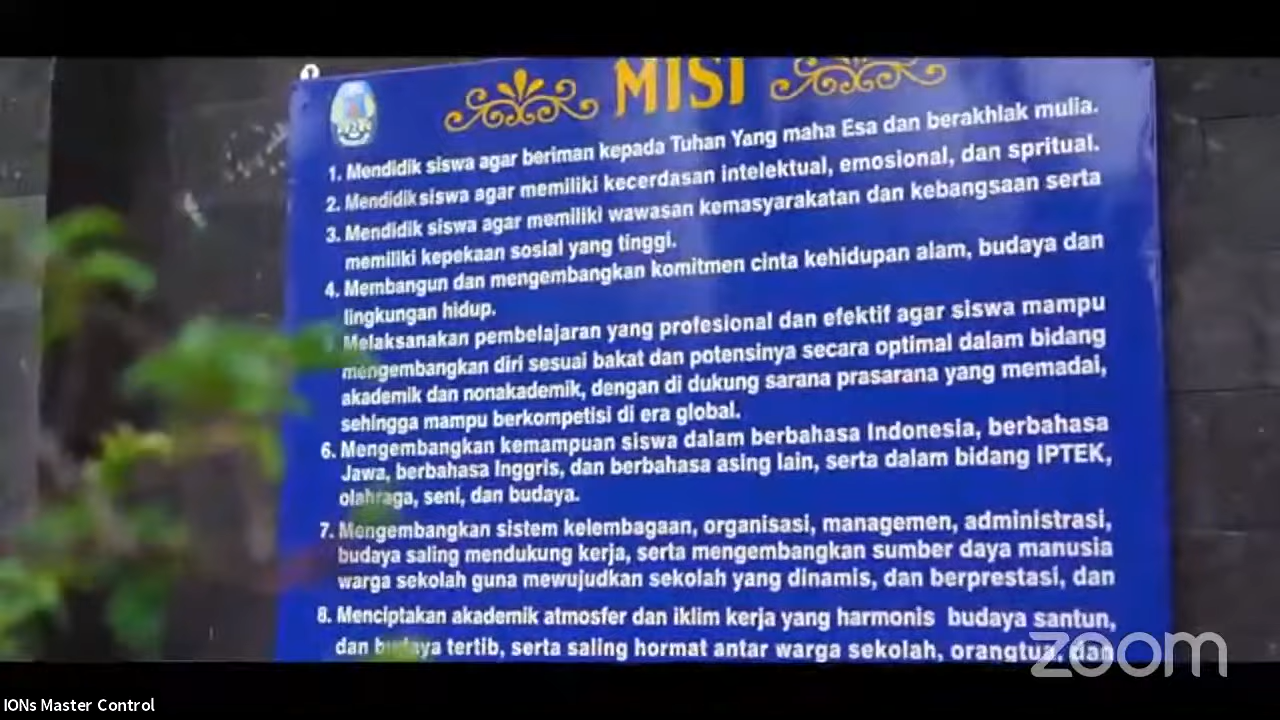 MISI
1. Mendidik siswa agar beriman kepada Tuhan Yang maha Esa dan berakhlak mulia.
2. Mendidik siswa agar memiliki kecerdasan intelektual, emosional, dan spritual.
3. Mendidik siswa agar memiliki wawasan kemasyarakatan dan kebangsaan serta
memiliki kepekaan sosial yang tinggi.
4. Membangun dan mengembangkan komitmen cinta kehidupan alam, budaya dan
lingkungan hidup.
Melaksanakan pembelajaran yang profesional dan efektif agar siswa mampu
mengembangkan diri sesuai bakat dan potensinya secara optimal dalam bidang
akademik dan nonakademik, dengan di dukung sarana prasarana yang memadai,
sehingga mampu berkompetisi di era global.
6. Mengembangkan kemampuan siswa dalam berbahasa Indonesia, berbahasa
Jawa, berbahasa Inggris, dan berbahasa asing lain, serta dalam bidang IPTEK,
olahraga, seni, dan budaya.
7. Mengembangkan sistem kelembagaan, organisasi, managemen, administrasi,
budaya saling mendukung kerja, serta mengembangkan sumber daya manusia
warga sekolah guna mewujudkan sekolah yang dinamis, dan berprestasi, dan
8. Menciptakan akademik atmosfer dan iklim kerja yang harmonis budaya santun,
dan budaya tertib, serta saling hormat antar warga sekolah, orangtua, dan
zoom
IONs Master Control